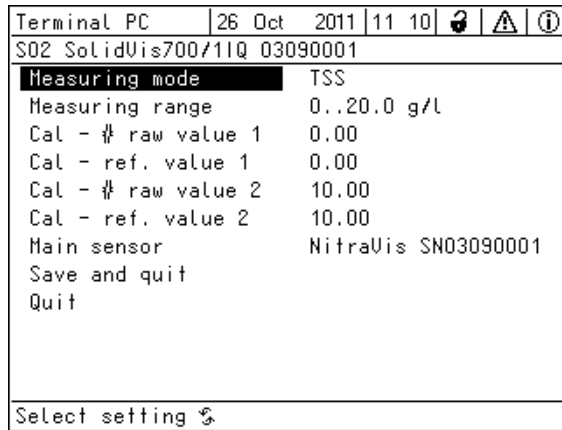 Terminal PC 26 Oct 2011 11 10
S02 SolidVis700/1IQ 03090001
Measuring mode TSS
Measuring range 0..20.0 g/l
Cal - # raw value 1 0.00
Cal - ref. value 1 0.00
Cal - # raw value 2 10.00
Cal - ref. value 2 10.00
Main sensor NitraVis SN03090001
Save and quit
Quit
Select setting